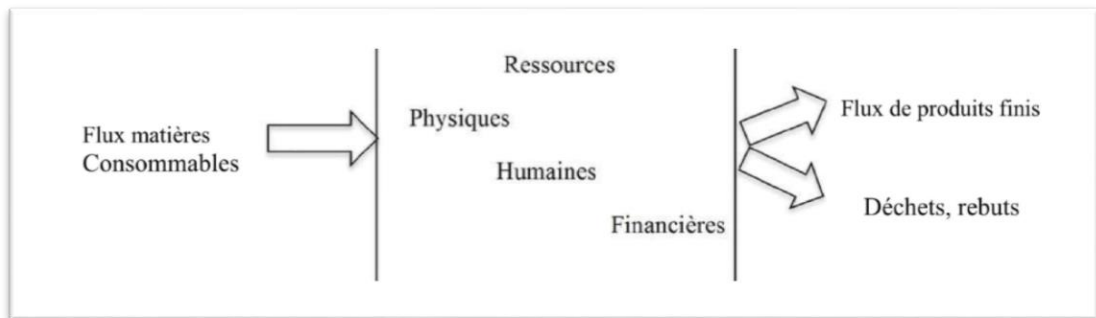 Ressources
Physiques
Flux de produits finis
Flux matières
Consommables
Humaines
Déchets, rebuts
Financières